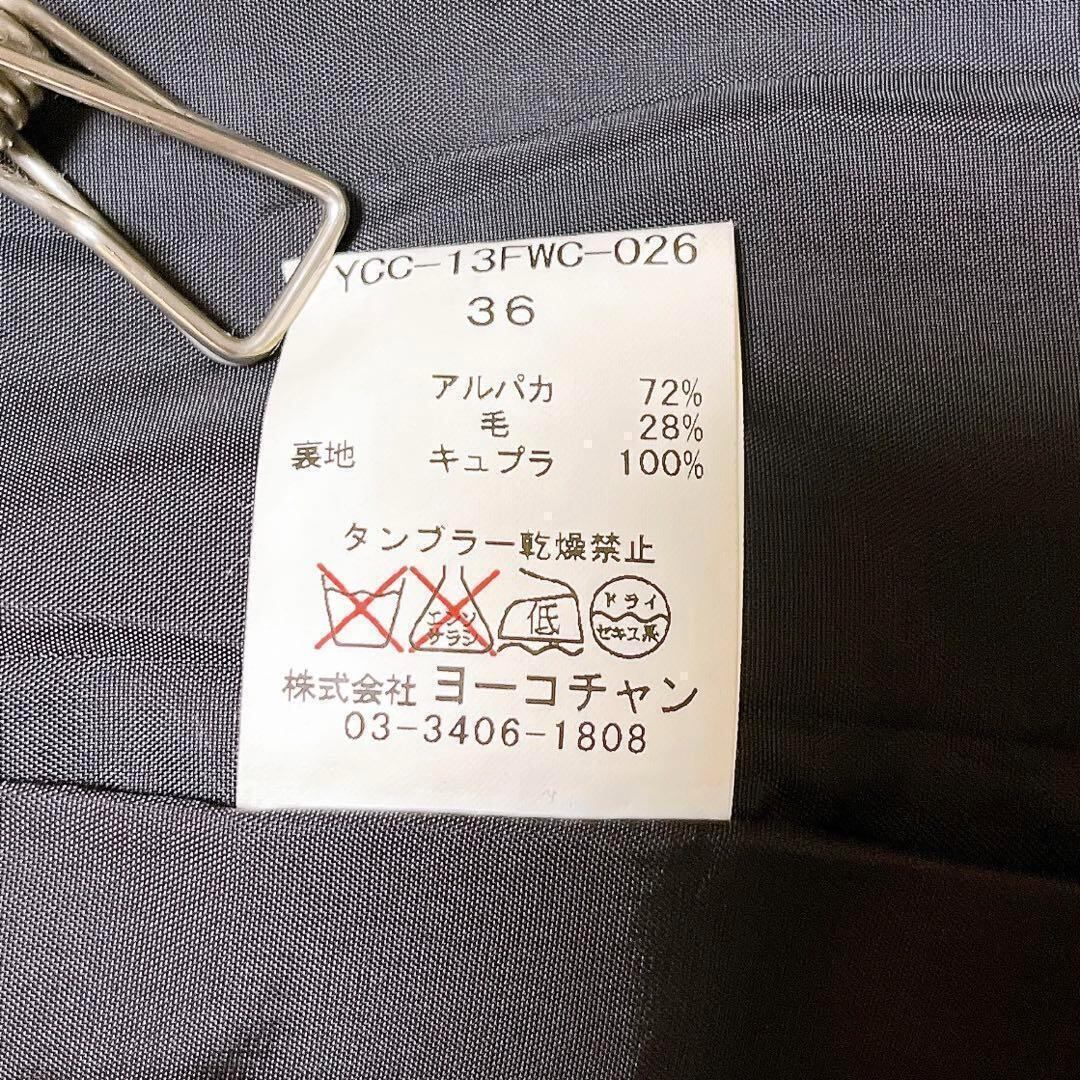 YCC-13FWC-026
36
アルパカ 72%
毛 28%
裏地 キュプラ 100%
タンブラー乾燥禁止
エンソ
サラシ
低
ドライ
セキユ系
株式会社 ヨーコチャン
03-3406-1808